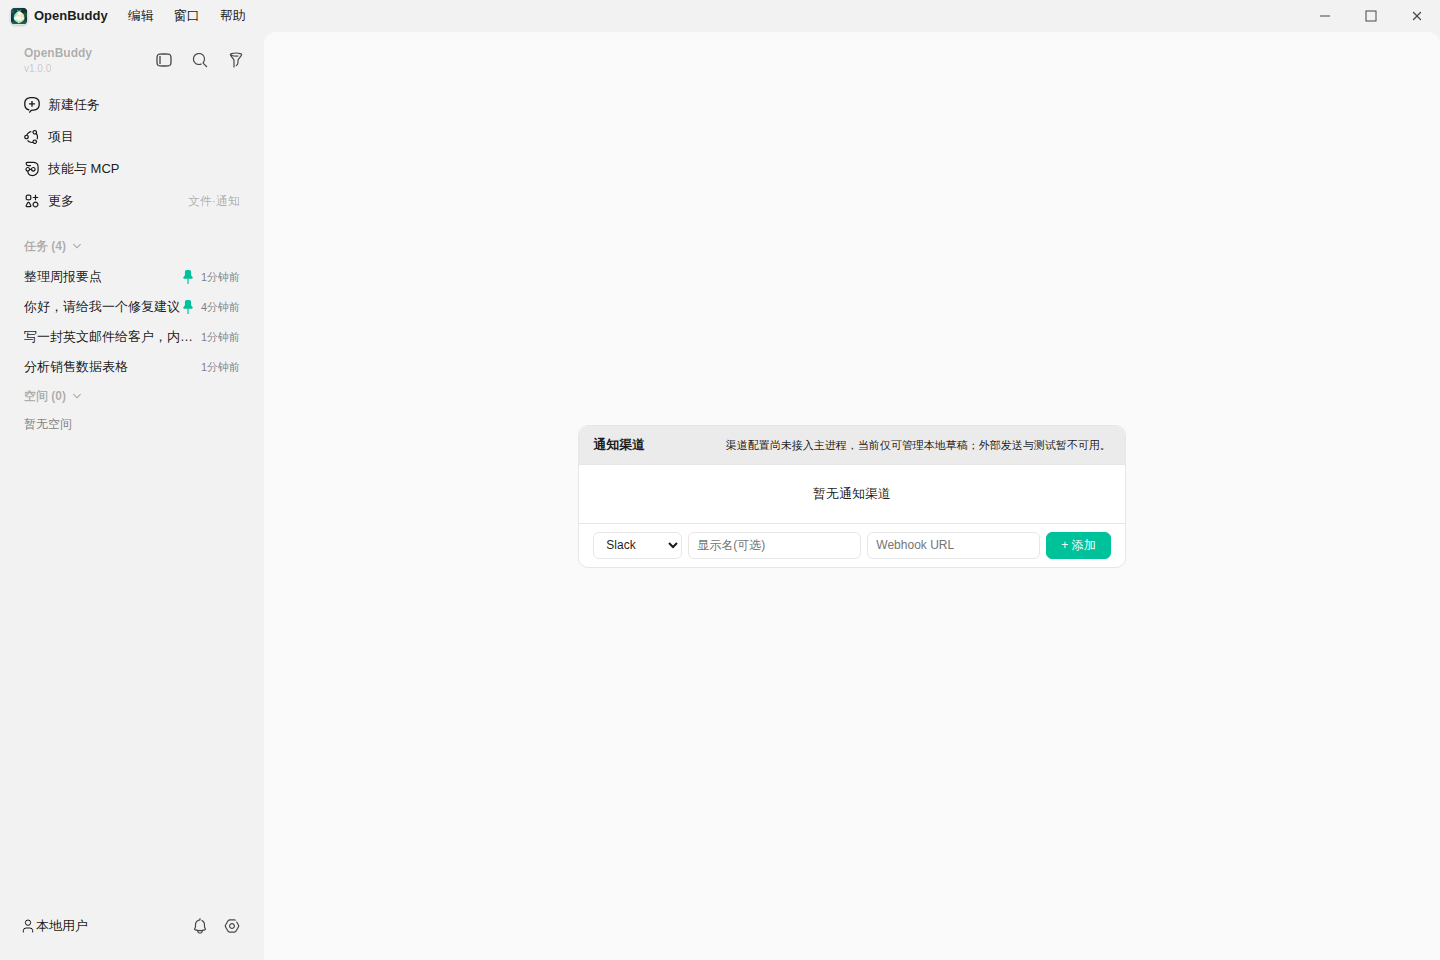 OpenBuddy 编辑 窗口 帮助
OpenBuddy
v1.0.0
新建任务
项目
技能与 MCP
更多 文件·通知
任务 (4)
整理周报要点 1分钟前
你好，请给我一个修复建议 4分钟前
写一封英文邮件给客户，内… 1分钟前
分析销售数据表格 1分钟前
空间 (0)
暂无空间
通知渠道 渠道配置尚未接入主进程，当前仅可管理本地草稿；外部发送与测试暂不可用。
暂无通知渠道
Slack 显示名(可选) Webhook URL + 添加
本地用户